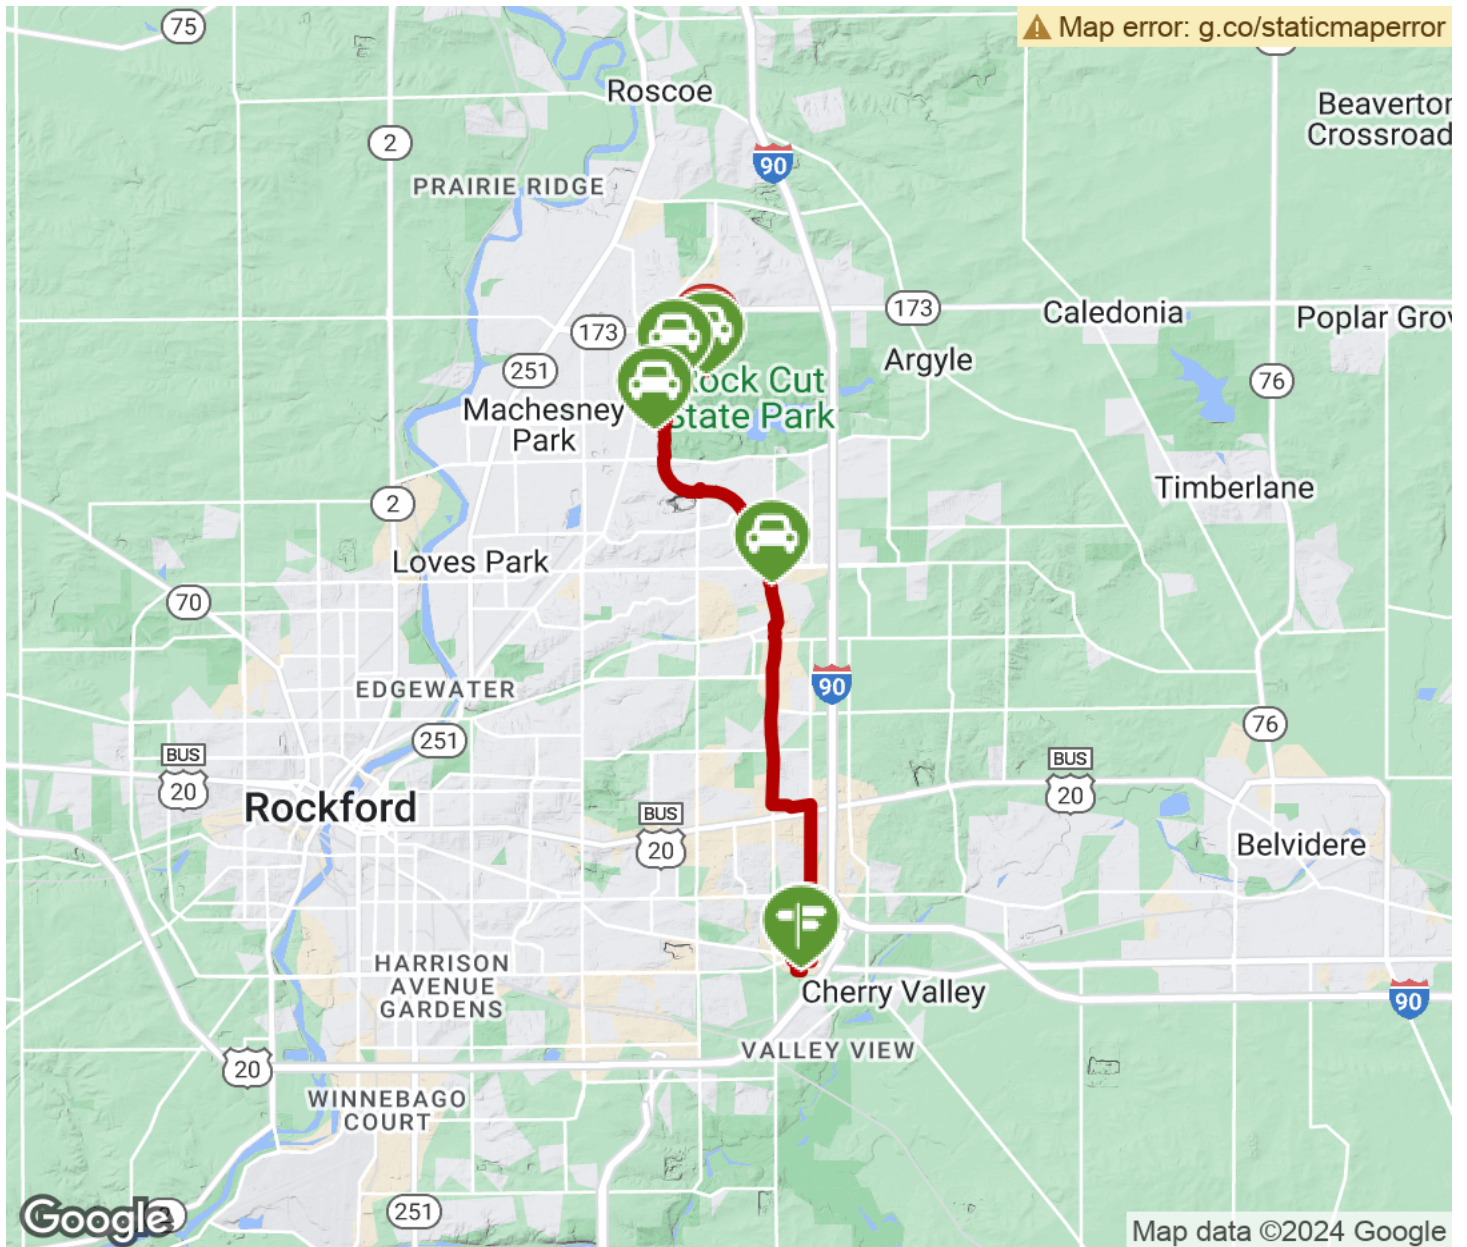 75
Map error: g.co/staticmaperror
Roscoe
Beaverton
Crossroad
2
90
PRAIRIE RIDGE
173
173
Caledonia
Poplar Grov
Argyle
251
76
ock Cut
State Park
Machesney
Park
Timberlane
2
Loves Park
70
90
EDGEWATER
76
251
BUS
20
BUS
20
Rockford
BUS
20
Belvidere
HARRISON
AVENUE
GARDENS
Cherry Valley
90
VALLEY VIEW
20
WINNEBAGO
COURT
251
Google
Map data ©2024 Google